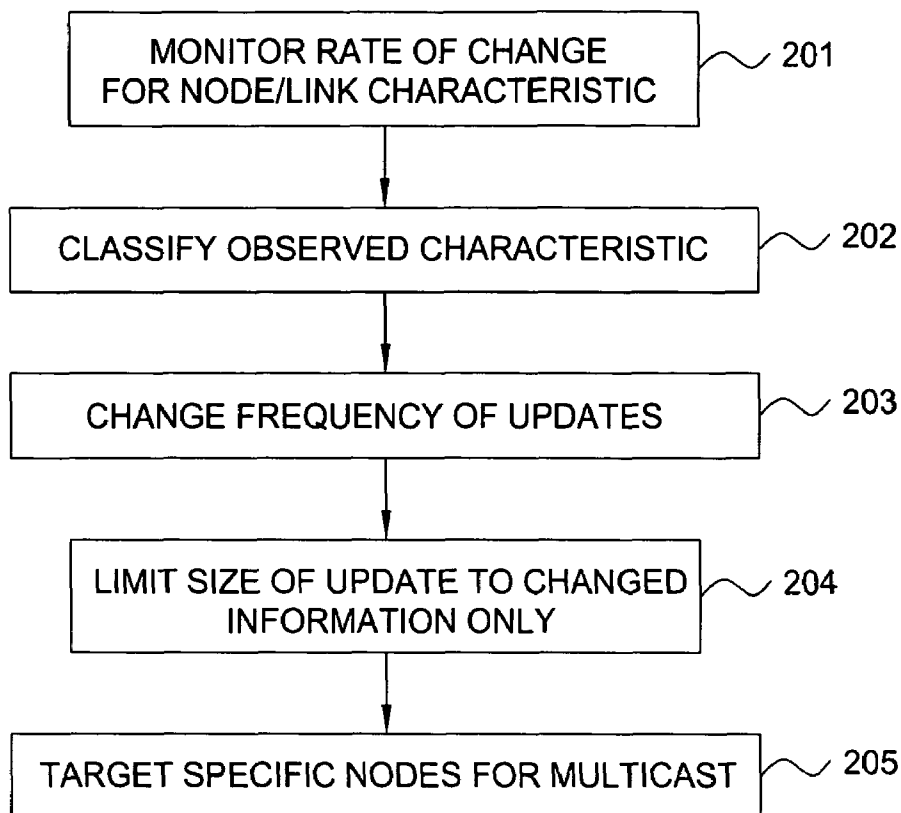 MONITOR RATE OF CHANGE
FOR NODE/LINK CHARACTERISTIC
201
CLASSIFY OBSERVED CHARACTERISTIC
202
CHANGE FREQUENCY OF UPDATES
203
LIMIT SIZE OF UPDATE TO CHANGED
INFORMATION ONLY
204
TARGET SPECIFIC NODES FOR MULTICAST
205